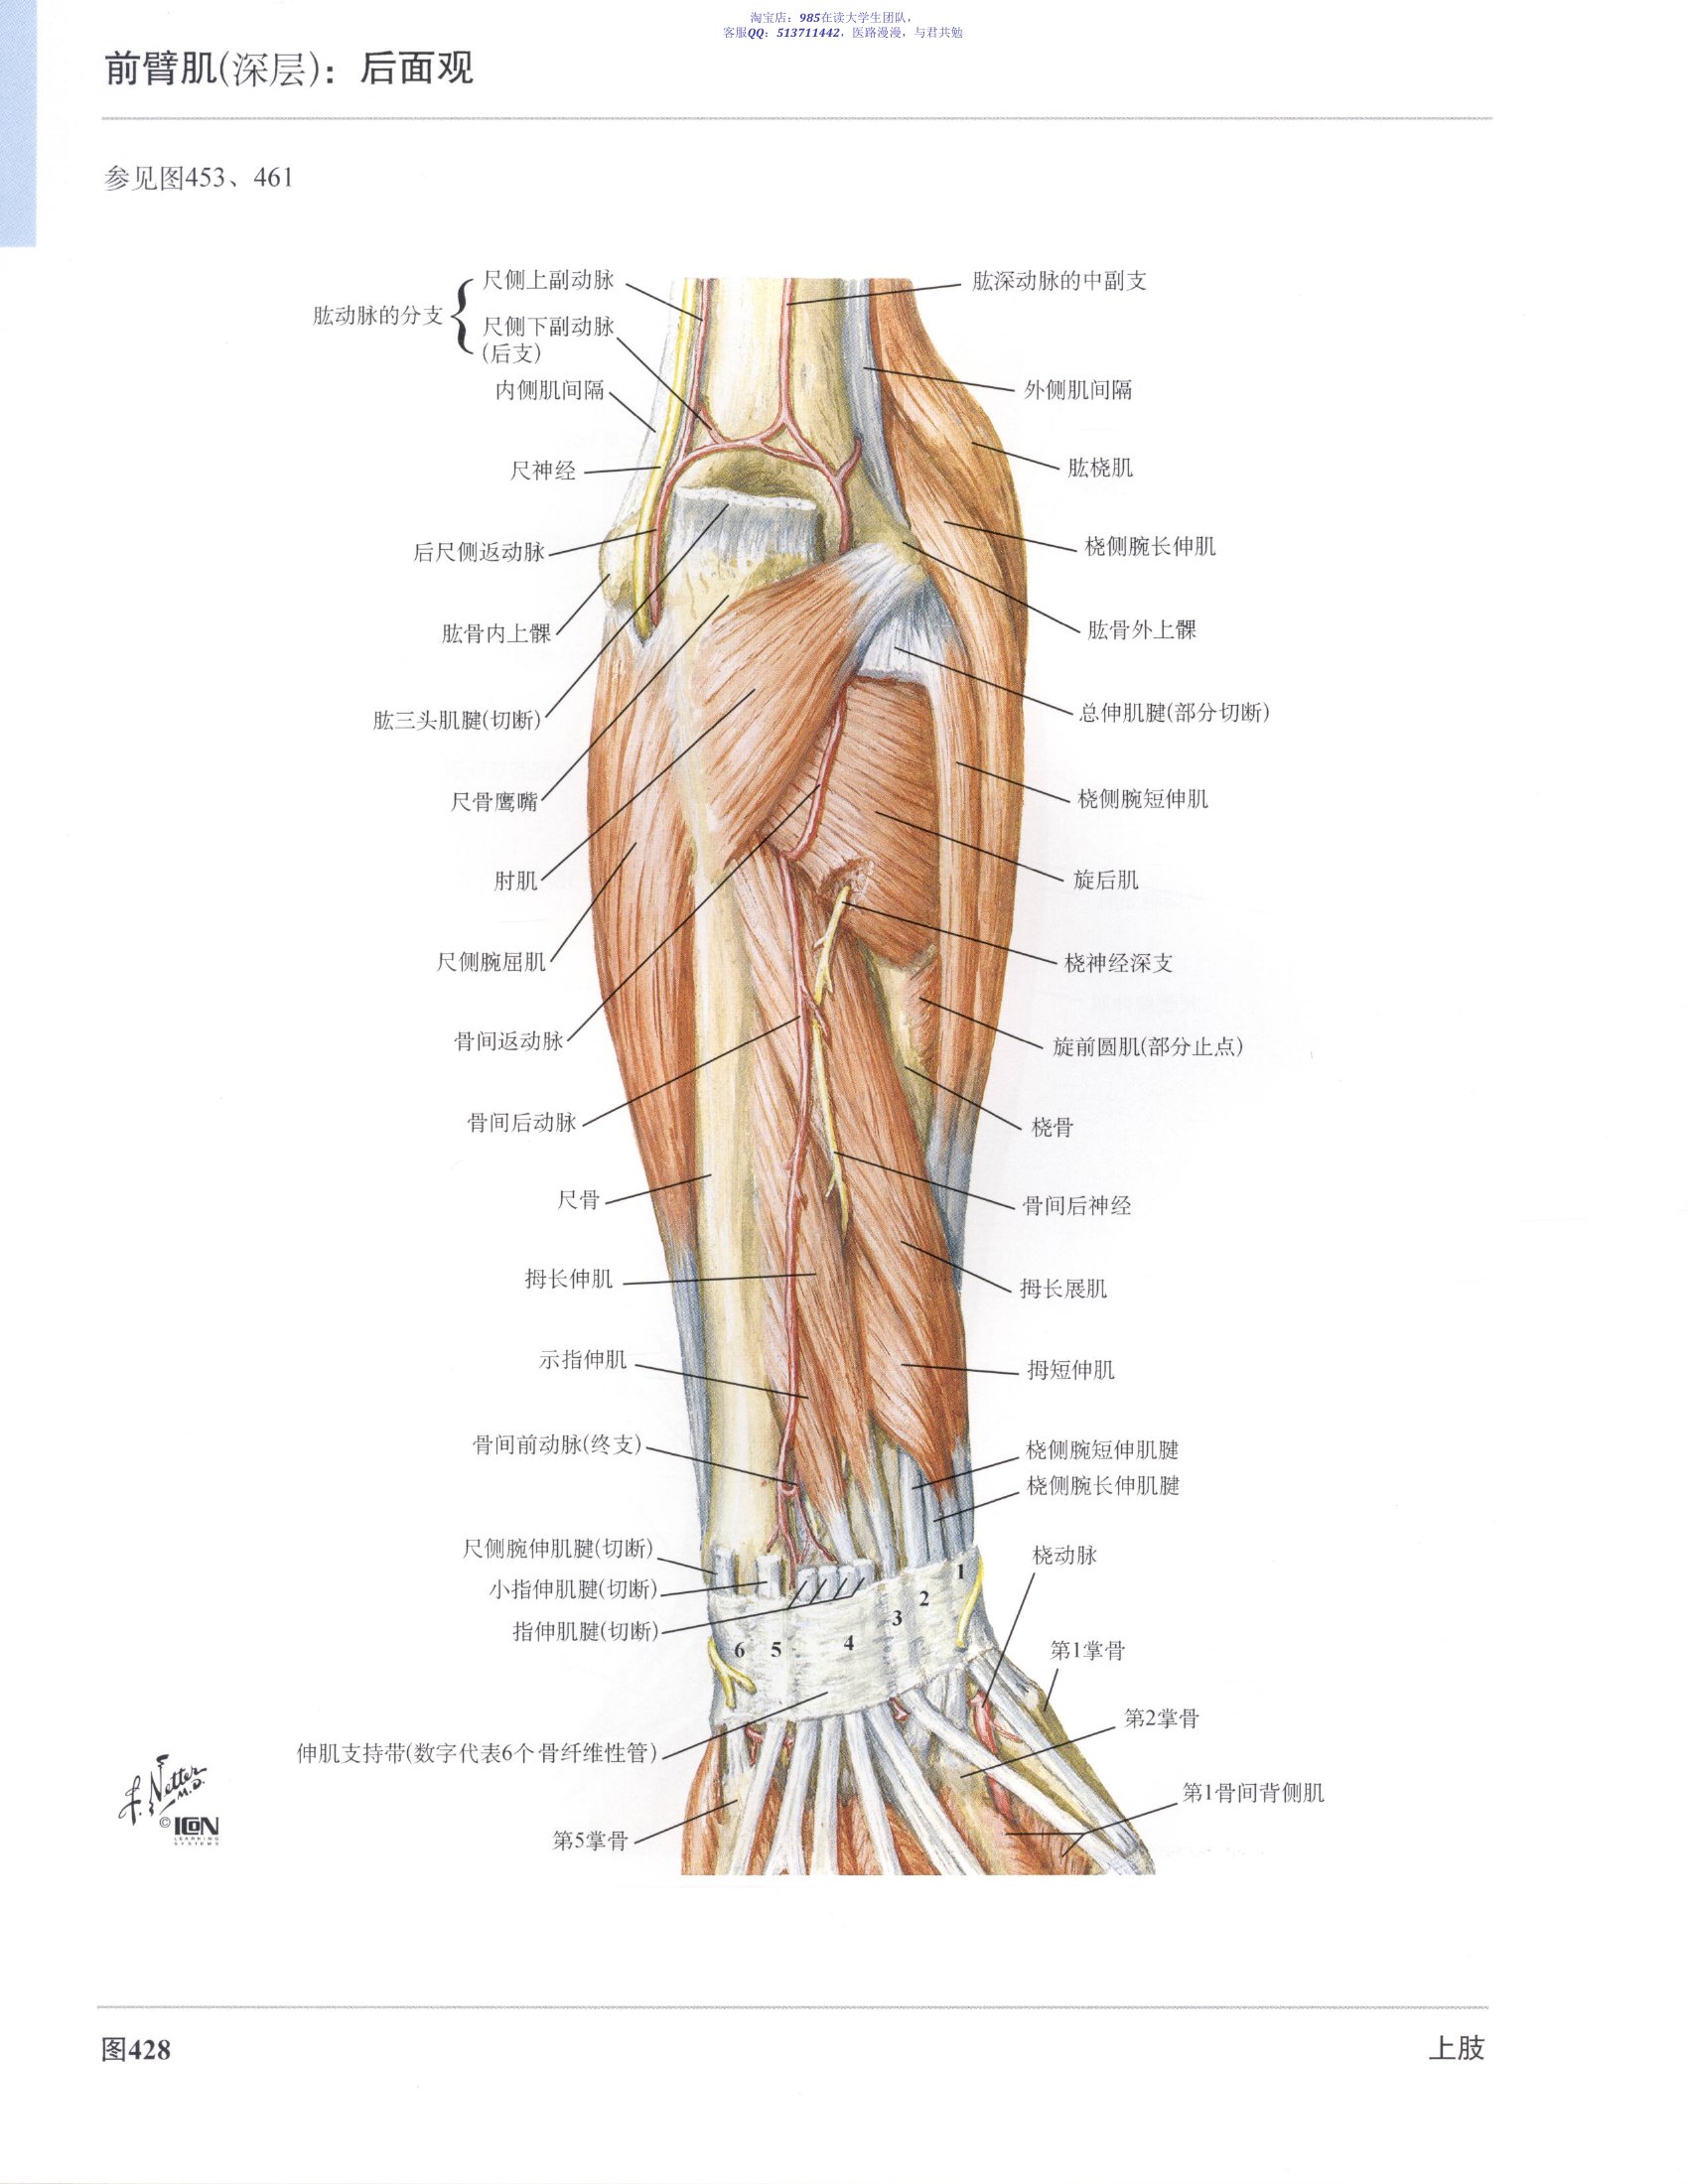 淘宝店：985在读大学生团队，
客服QQ：513711442，医路漫漫，与君共勉
前臂肌(深层)：后面观
参见图453、461
肱动脉的分支
尺侧上副动脉
尺侧下副动脉
(后支)
内侧肌间隔
尺神经
后尺侧返动脉
肱骨内上髁
肱三头肌腱(切断)
尺骨鹰嘴
肘肌
尺侧腕屈肌
骨间返动脉
骨间后动脉
尺骨
拇长伸肌
示指伸肌
骨间前动脉(终支)
尺侧腕伸肌腱(切断)
小指伸肌腱(切断)
指伸肌腱(切断)
伸肌支持带(数字代表6个骨纤维性管)
第5掌骨
肱深动脉的中副支
外侧肌间隔
肱桡肌
桡侧腕长伸肌
肱骨外上髁
总伸肌腱(部分切断)
桡侧腕短伸肌
旋后肌
桡神经深支
旋前圆肌(部分止点)
桡骨
骨间后神经
拇长展肌
拇短伸肌
桡侧腕短伸肌腱
桡侧腕长伸肌腱
桡动脉
第1掌骨
第2掌骨
第1骨间背侧肌
6 5 4 3 2 1
F. Netter
M.D.
© ICON
LEARNING
SYSTEMS
图428
上肢